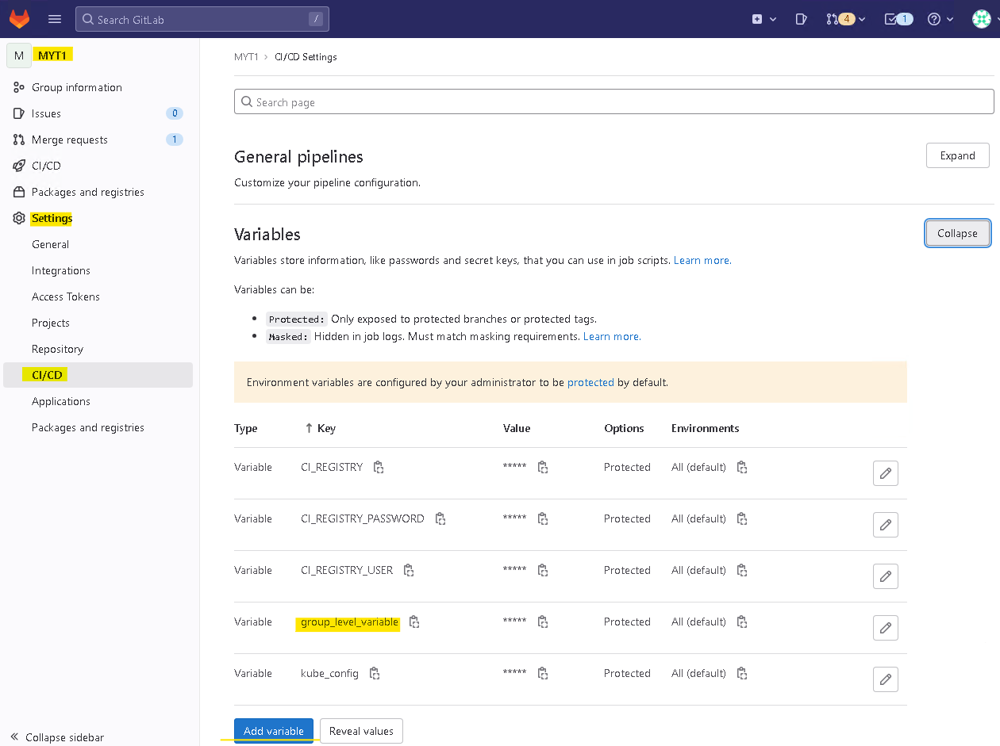 Search GitLab /
4
1
M MYT1
Group information
Issues 0
Merge requests 1
CI/CD
Packages and registries
Settings
General
Integrations
Access Tokens
Projects
Repository
CI/CD
Applications
Packages and registries
Collapse sidebar
MYT1 > CI/CD Settings
Search page
General pipelines
Expand
Customize your pipeline configuration.
Variables
Collapse
Variables store information, like passwords and secret keys, that you can use in job scripts. Learn more.
Variables can be:
• Protected: Only exposed to protected branches or protected tags.
• Masked: Hidden in job logs. Must match masking requirements. Learn more.
Environment variables are configured by your administrator to be protected by default.
Type ↑ Key Value Options Environments
Variable CI_REGISTRY ***** Protected All (default)
Variable CI_REGISTRY_PASSWORD ***** Protected All (default)
Variable CI_REGISTRY_USER ***** Protected All (default)
Variable group_level_variable ***** Protected All (default)
Variable kube_config ***** Protected All (default)
Add variable Reveal values